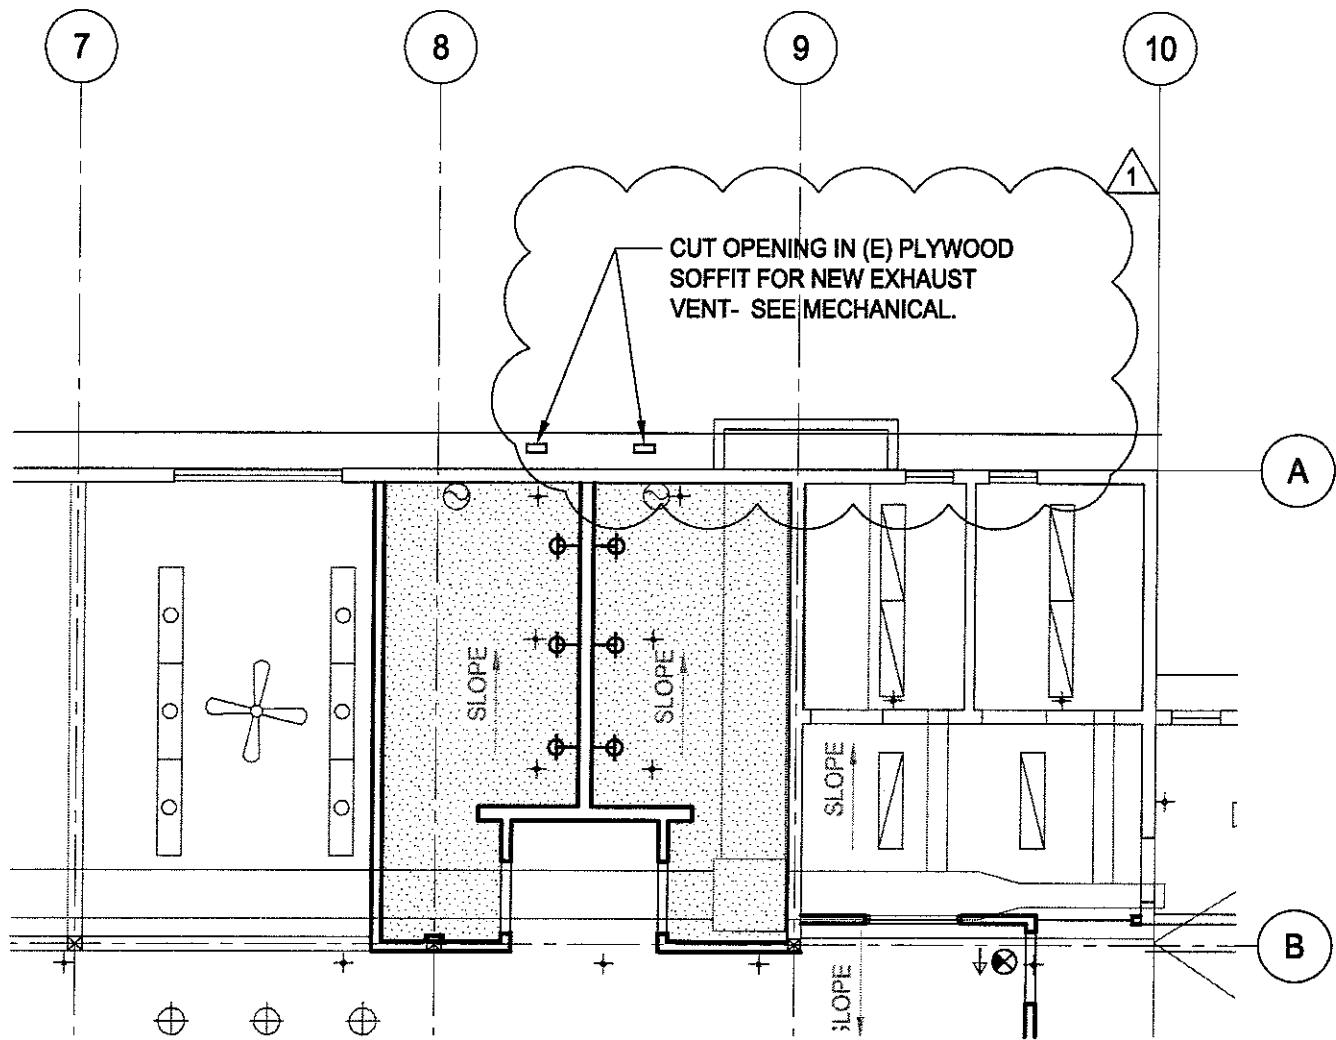 7
8
9
10
1
CUT OPENING IN (E) PLYWOOD
SOFFIT FOR NEW EXHAUST
VENT- SEE MECHANICAL.
A
SLOPE
SLOPE
SLOPE
B
SLOPE